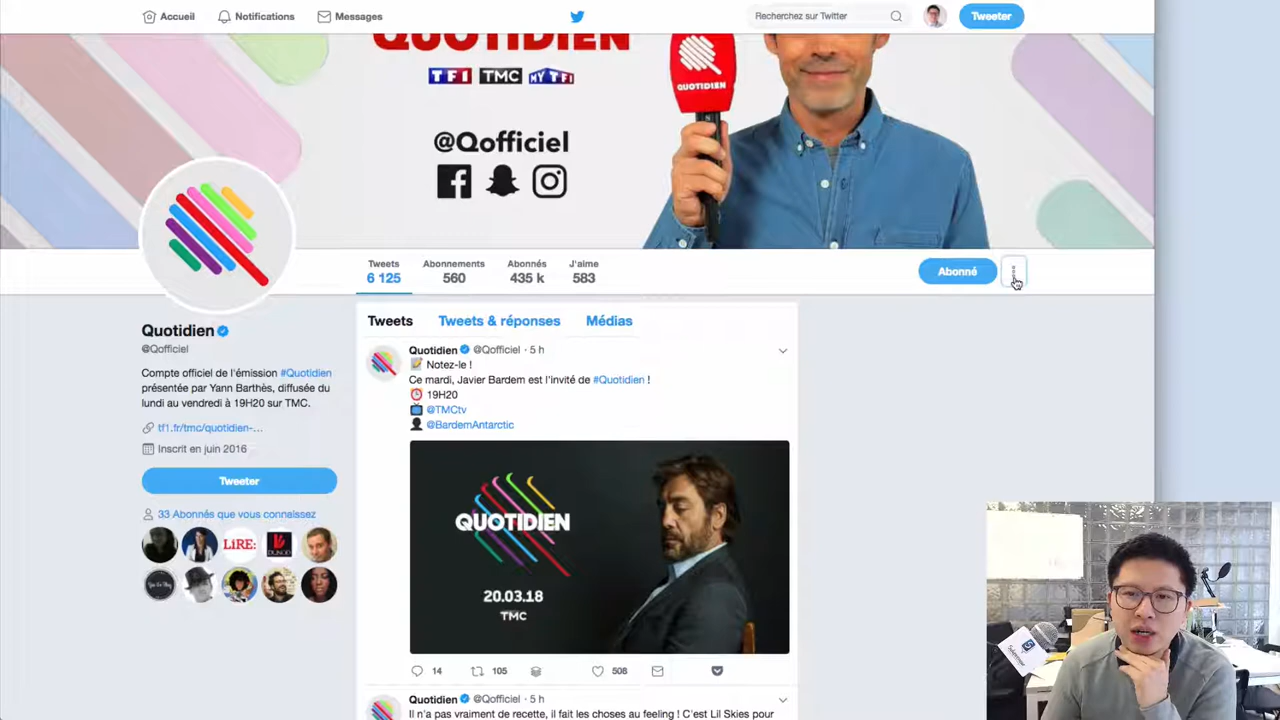 Accueil
Notifications
Messages
Recherchez sur Twitter
Tweeter
QUOTIDIEN
TF1 TMC MYTF1
@Qofficiel
QUOTIDIEN
Tweets
6 125
Abonnements
560
Abonnés
435 k
J'aime
583
Abonné
Quotidien
@Qofficiel
Compte officiel de l'émission #Quotidien
présentée par Yann Barthès, diffusée du
lundi au vendredi à 19H20 sur TMC.
tf1.fr/tmc/quotidien-...
Inscrit en juin 2016
Tweeter
33 Abonnés que vous connaissez
LiRE:
DUNOD
Tweets
Tweets & réponses
Médias
Quotidien @Qofficiel · 5 h
Notez-le !
Ce mardi, Javier Bardem est l'invité de #Quotidien !
19H20
@TMCtv
@BardemAntarctic
QUOTIDIEN
20.03.18
TMC
14
105
508
Quotidien @Qofficiel · 5 h
Il n'a pas vraiment de recette, il fait les choses au feeling ! C'est Lil Skies pour